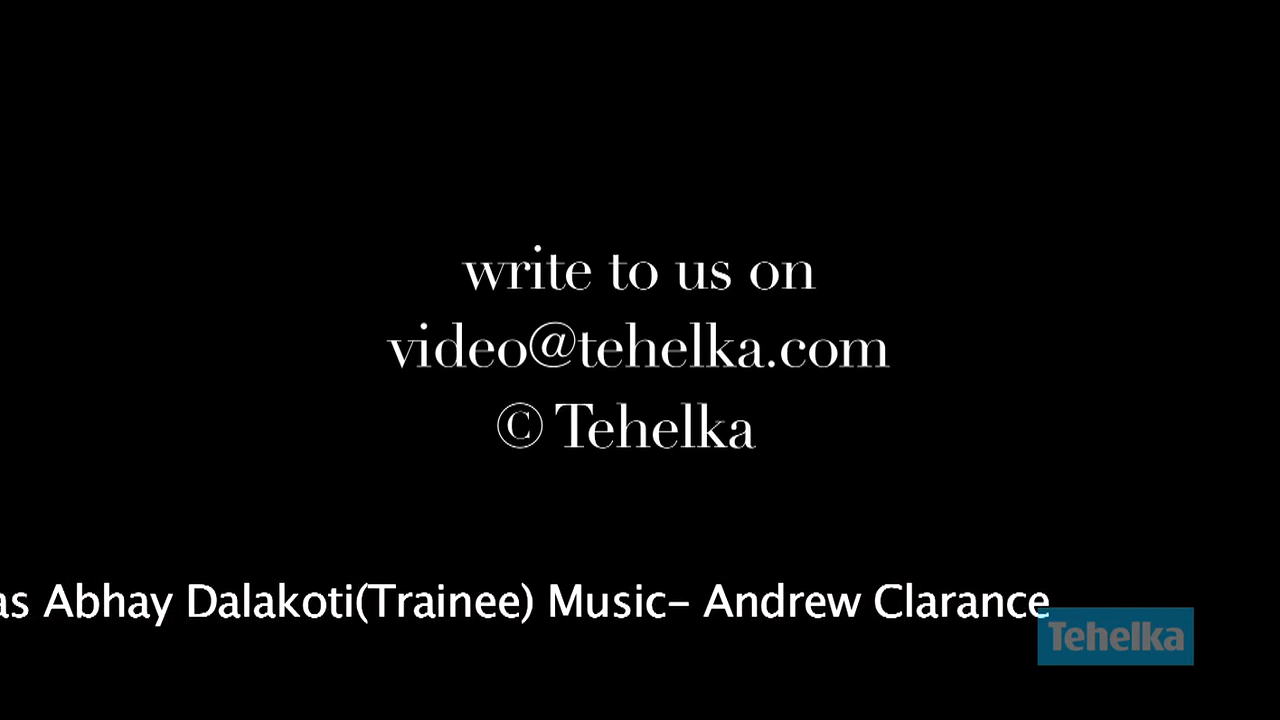 write to us on
video@tehelka.com
© Tehelka
as Abhay Dalakoti(Trainee) Music- Andrew Clarance
Tehelka